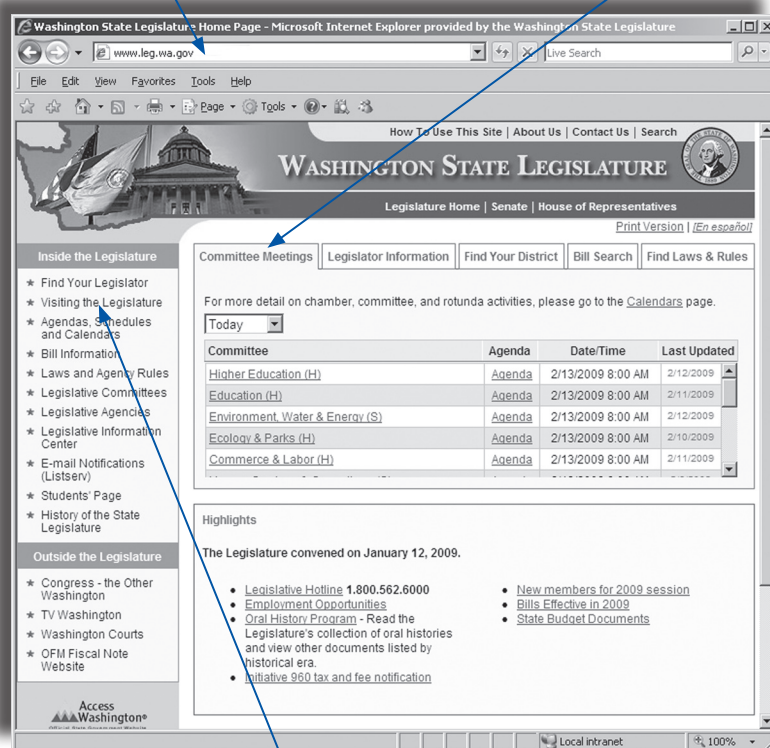 Washington State Legislature Home Page - Microsoft Internet Explorer provided by the Washington State Legislature
www.leg.wa.gov
Live Search
File Edit View Favorites Tools Help
Page Tools
How To Use This Site | About Us | Contact Us | Search
WASHINGTON STATE LEGISLATURE
Legislature Home | Senate | House of Representatives
Print Version | [En español]
Inside the Legislature
Find Your Legislator
Visiting the Legislature
Agendas, Schedules
and Calendars
Bill Information
Laws and Agency Rules
Legislative Committees
Legislative Agencies
Legislative Information
Center
E-mail Notifications
(Listserv)
Students' Page
History of the State
Legislature
Outside the Legislature
Congress - the Other
Washington
TV Washington
Washington Courts
OFM Fiscal Note
Website
Access
Washington®
Official State Government Website
Committee Meetings Legislator Information Find Your District Bill Search Find Laws & Rules
For more detail on chamber, committee, and rotunda activities, please go to the Calendars page.
Today
Committee Agenda Date/Time Last Updated
Higher Education (H) Agenda 2/13/2009 8:00 AM 2/12/2009
Education (H) Agenda 2/13/2009 8:00 AM 2/11/2009
Environment, Water & Energy (S) Agenda 2/13/2009 8:00 AM 2/12/2009
Ecology & Parks (H) Agenda 2/13/2009 8:00 AM 2/10/2009
Commerce & Labor (H) Agenda 2/13/2009 8:00 AM 2/11/2009
Highlights
The Legislature convened on January 12, 2009.
Legislative Hotline 1.800.562.6000
Employment Opportunities
Oral History Program - Read the
Legislature's collection of oral histories
and view other documents listed by
historical era.
Initiative 960 tax and fee notification
New members for 2009 session
Bills Effective in 2009
State Budget Documents
Local intranet 100%